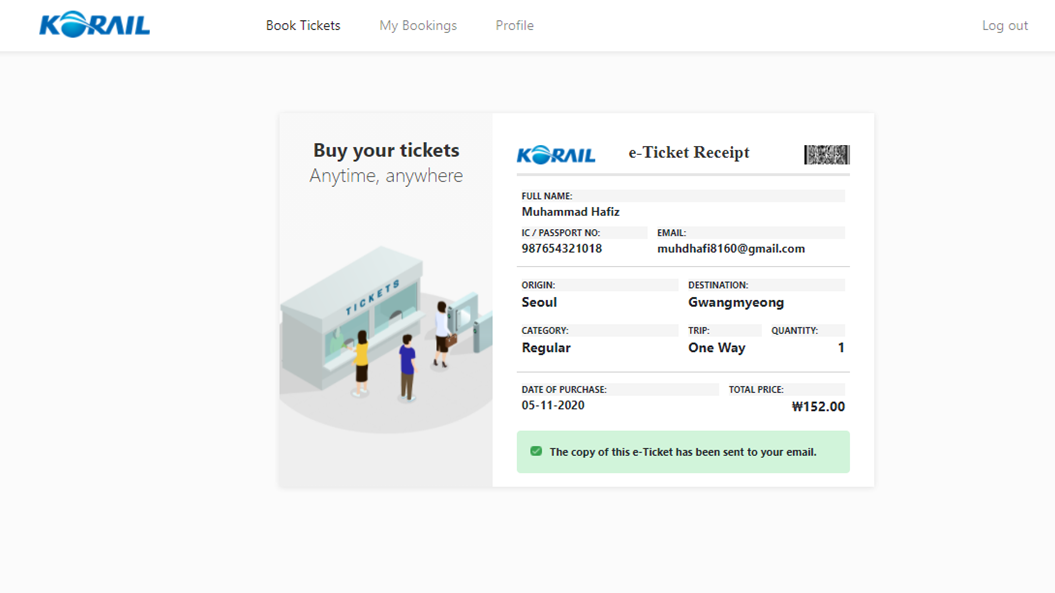 KORAIL
Book Tickets My Bookings Profile Log out
Buy your tickets
Anytime, anywhere
TICKETS
KORAIL e-Ticket Receipt
FULL NAME:
Muhammad Hafiz
IC / PASSPORT NO: EMAIL:
987654321018 muhdhafi8160@gmail.com
ORIGIN: DESTINATION:
Seoul Gwangmyeong
CATEGORY: TRIP: QUANTITY:
Regular One Way 1
DATE OF PURCHASE: TOTAL PRICE:
05-11-2020 ₩152.00
The copy of this e-Ticket has been sent to your email.